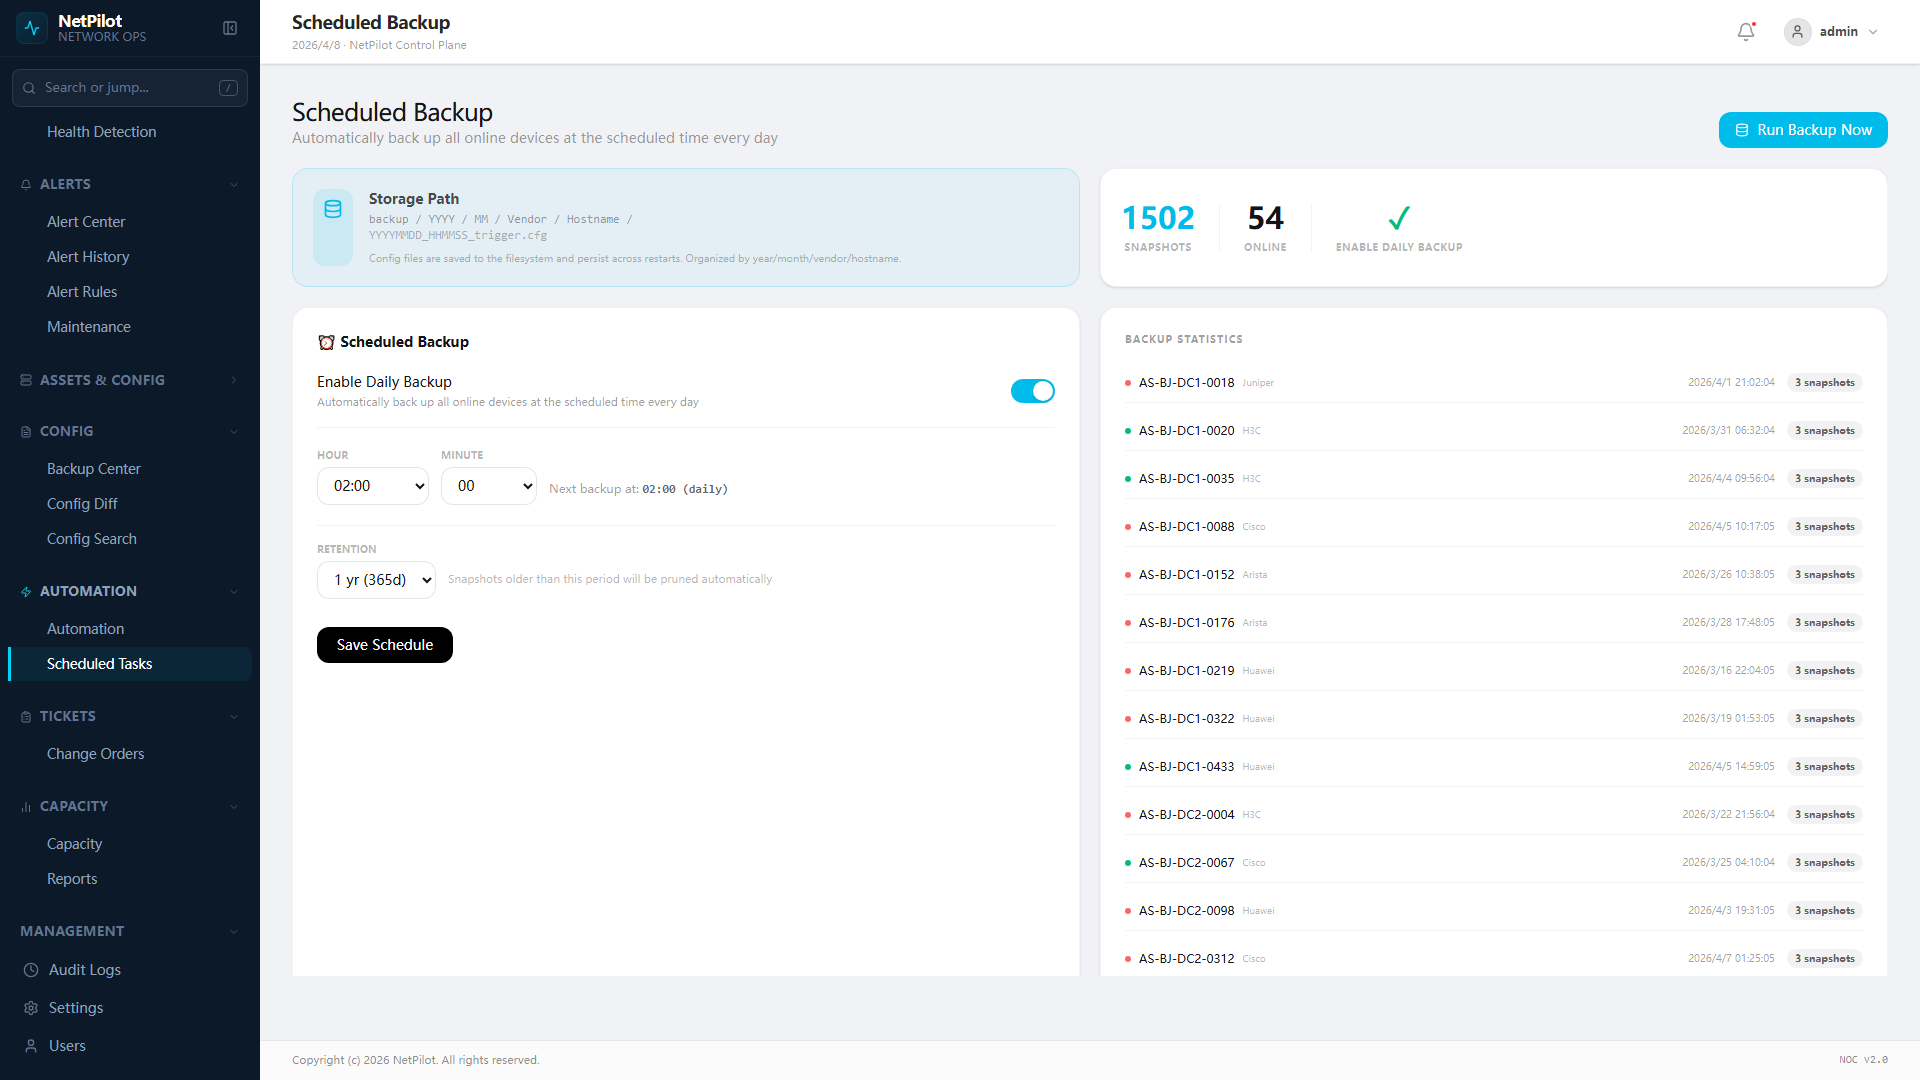 NetPilot
NETWORK OPS
Search or jump...
/
Health Detection
ALERTS
Alert Center
Alert History
Alert Rules
Maintenance
ASSETS & CONFIG
CONFIG
Backup Center
Config Diff
Config Search
AUTOMATION
Automation
Scheduled Tasks
TICKETS
Change Orders
CAPACITY
Capacity
Reports
MANAGEMENT
Audit Logs
Settings
Users
Scheduled Backup
2026/4/8 · NetPilot Control Plane
admin
Scheduled Backup
Automatically back up all online devices at the scheduled time every day
Run Backup Now
Storage Path
backup / YYYY / MM / Vendor / Hostname /
YYYYMMDD_HHMMSS_trigger.cfg
Config files are saved to the filesystem and persist across restarts. Organized by year/month/vendor/hostname.
1502
SNAPSHOTS
54
ONLINE
✓
ENABLE DAILY BACKUP
⏰ Scheduled Backup
Enable Daily Backup
Automatically back up all online devices at the scheduled time every day
HOUR
02:00
MINUTE
00
Next backup at: 02:00 (daily)
RETENTION
1 yr (365d)
Snapshots older than this period will be pruned automatically
Save Schedule
BACKUP STATISTICS
AS-BJ-DC1-0018 Juniper 2026/4/1 21:02:04 3 snapshots
AS-BJ-DC1-0020 H3C 2026/3/31 06:32:04 3 snapshots
AS-BJ-DC1-0035 H3C 2026/4/4 09:56:04 3 snapshots
AS-BJ-DC1-0088 Cisco 2026/4/5 10:17:05 3 snapshots
AS-BJ-DC1-0152 Arista 2026/3/26 10:38:05 3 snapshots
AS-BJ-DC1-0176 Arista 2026/3/28 17:48:05 3 snapshots
AS-BJ-DC1-0219 Huawei 2026/3/16 22:04:05 3 snapshots
AS-BJ-DC1-0322 Huawei 2026/3/19 01:53:05 3 snapshots
AS-BJ-DC1-0433 Huawei 2026/4/5 14:59:05 3 snapshots
AS-BJ-DC2-0004 H3C 2026/3/22 21:56:04 3 snapshots
AS-BJ-DC2-0067 Cisco 2026/3/25 04:10:04 3 snapshots
AS-BJ-DC2-0098 Huawei 2026/4/3 19:31:05 3 snapshots
AS-BJ-DC2-0312 Cisco 2026/4/7 01:25:05 3 snapshots
Copyright (c) 2026 NetPilot. All rights reserved.
NOC v2.0